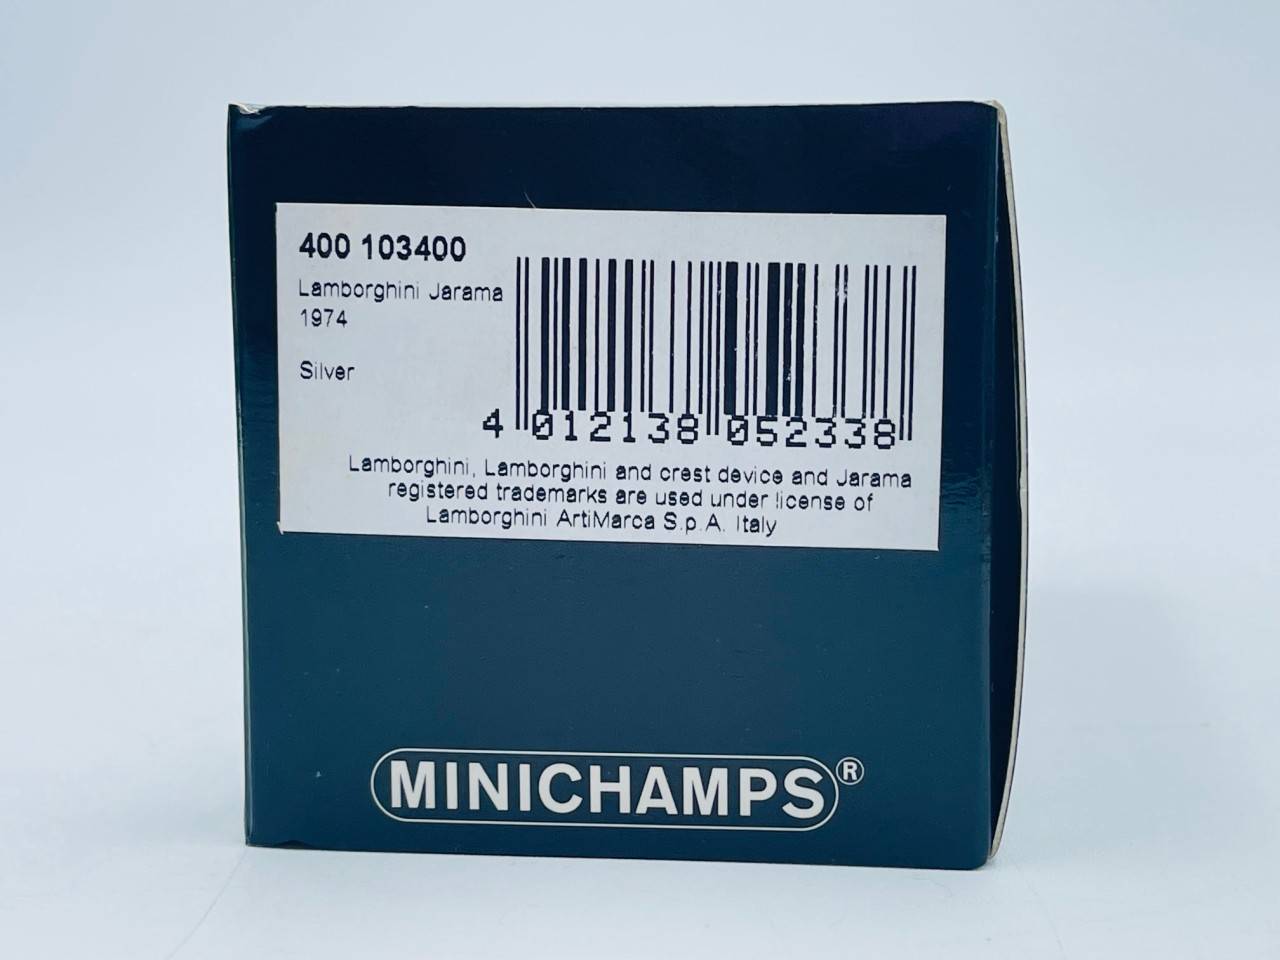 400 103400
Lamborghini Jarama
1974
Silver
4 012138 052338
Lamborghini, Lamborghini and crest device and Jarama
registered trademarks are used under license of
Lamborghini ArtiMarca S.p.A. Italy
MINICHAMPS®